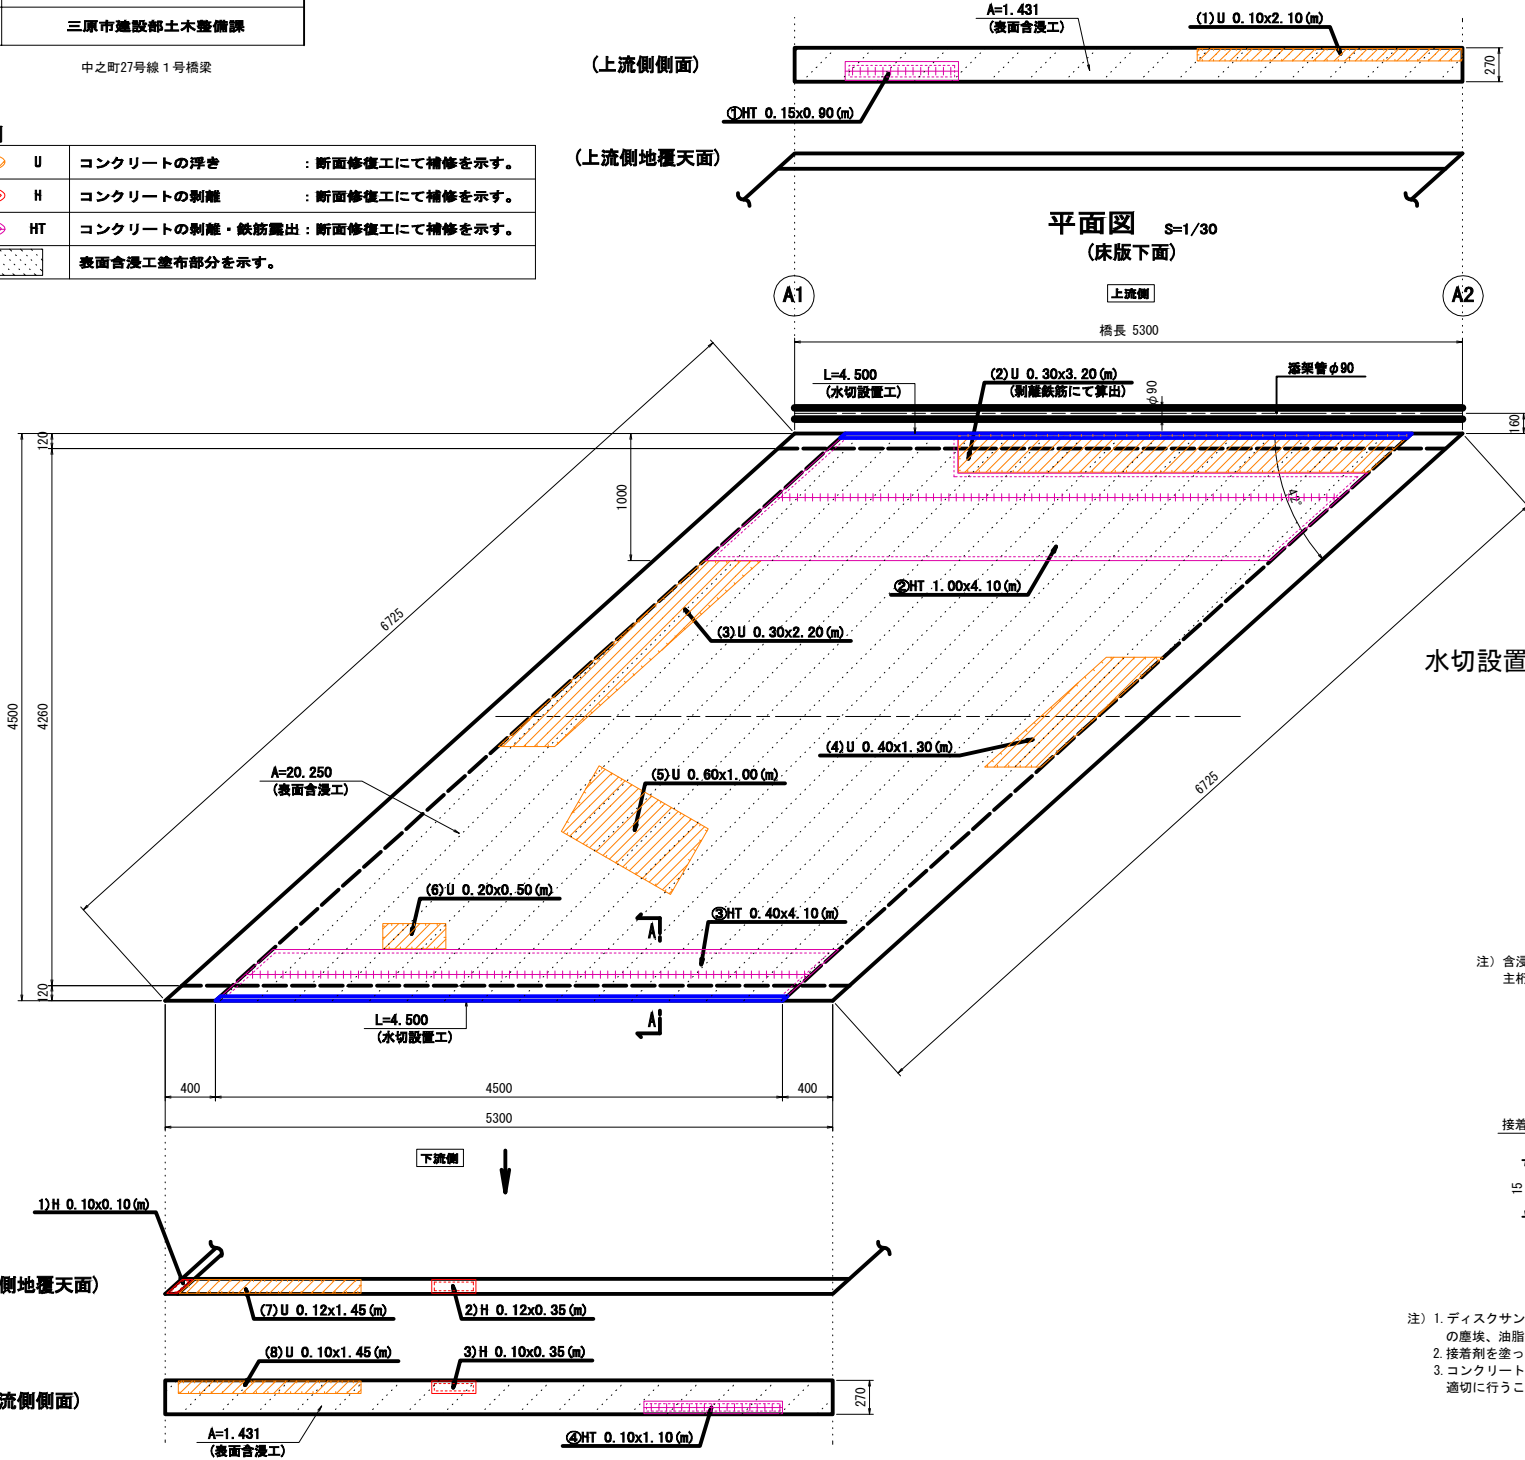 三原市建設部土木整備課
中之町27号線１号橋梁
U コンクリートの浮き ：断面修復工にて補修を示す。
H コンクリートの剥離 ：断面修復工にて補修を示す。
HT コンクリートの剥離・鉄筋露出：断面修復工にて補修を示す。
表面含浸工塗布部分を示す。
(上流側側面)
A=1.431
(表面含浸工)
(1)U 0.10x2.10(m)
270
①HT 0.15x0.90(m)
(上流側地覆天面)
平面図 S=1/30
(床版下面)
A1
上流側
A2
橋長 5300
L=4.500
(水切設置工)
(2)U 0.30x3.20(m)
(剥離鉄筋にて算出)
φ90
添架管φ90
160
120
1000
42°
6725
②HT 1.00x4.10(m)
(3)U 0.30x2.20(m)
水切設置
4500
4260
(4)U 0.40x1.30(m)
A=20.250
(表面含浸工)
(5)U 0.60x1.00(m)
6725
(6)U 0.20x0.50(m)
③HT 0.40x4.10(m)
A
注）含浸
主桁
120
L=4.500
(水切設置工)
A
400
4500
400
5300
下流側
接着
15
1)H 0.10x0.10(m)
側地覆天面)
(7)U 0.12x1.45(m)
2)H 0.12x0.35(m)
(8)U 0.10x1.45(m)
3)H 0.10x0.35(m)
流側側面)
270
A=1.431
(表面含浸工)
④HT 0.10x1.10(m)
注）1.ディスクサン
の塵埃、油脂
2.接着剤を塗っ
3.コンクリート
適切に行うこ